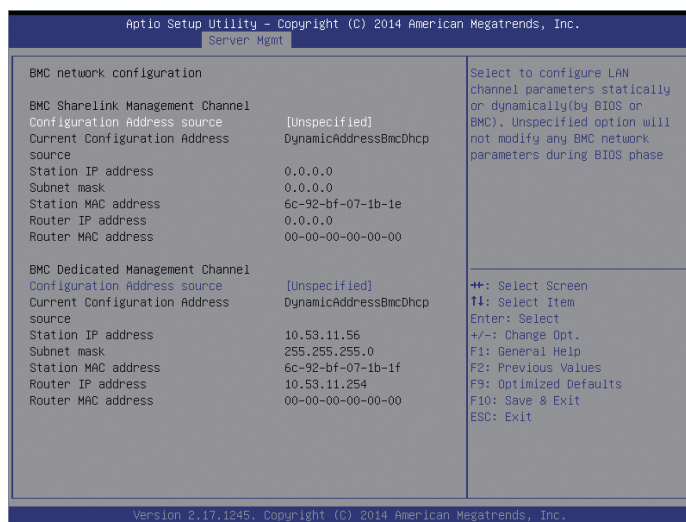 Aptio Setup Utility – Copyright (C) 2014 American Megatrends, Inc.
Server Mgmt
BMC network configuration
BMC Sharelink Management Channel
Configuration Address source [Unspecified]
Current Configuration Address DynamicAddressBmcDhcp
source
Station IP address 0.0.0.0
Subnet mask 0.0.0.0
Station MAC address 6c-92-bf-07-1b-1e
Router IP address 0.0.0.0
Router MAC address 00-00-00-00-00-00
BMC Dedicated Management Channel
Configuration Address source [Unspecified]
Current Configuration Address DynamicAddressBmcDhcp
source
Station IP address 10.53.11.56
Subnet mask 255.255.255.0
Station MAC address 6c-92-bf-07-1b-1f
Router IP address 10.53.11.254
Router MAC address 00-00-00-00-00-00
Select to configure LAN
channel parameters statically
or dynamically(by BIOS or
BMC). Unspecified option will
not modify any BMC network
parameters during BIOS phase
→←: Select Screen
↑↓: Select Item
Enter: Select
+/-: Change Opt.
F1: General Help
F2: Previous Values
F9: Optimized Defaults
F10: Save & Exit
ESC: Exit
Version 2.17.1245. Copyright (C) 2014 American Megatrends, Inc.